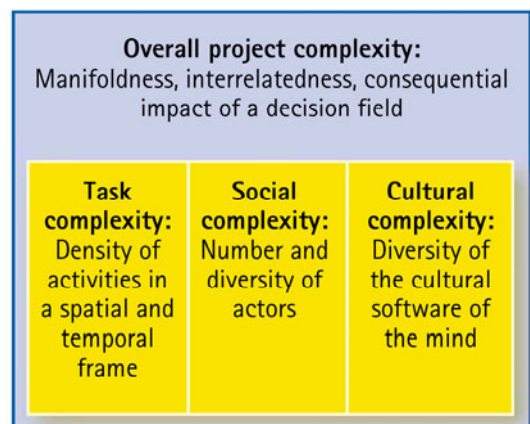 Overall project complexity:
Manifoldness, interrelatedness, consequential
impact of a decision field
Task
complexity:
Density of
activities in
a spatial and
temporal
frame
Social
complexity:
Number and
diversity of
actors
Cultural
complexity:
Diversity of
the cultural
software of
the mind